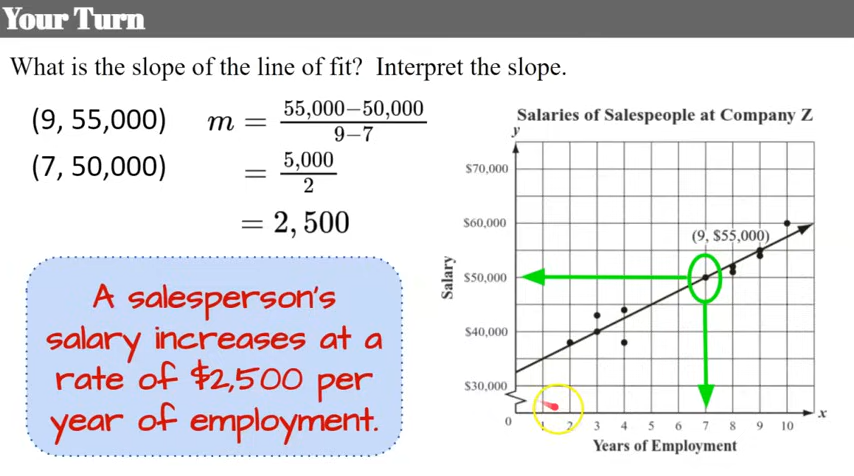 Your Turn
What is the slope of the line of fit? Interpret the slope.
(9, 55,000)
(7, 50,000)
m = 55,000−50,000 / 9−7
= 5,000 / 2
= 2,500
A salesperson's
salary increases at a
rate of $2,500 per
year of employment.
Salaries of Salespeople at Company Z
y
$70,000
$60,000
(9, $55,000)
$50,000
$40,000
$30,000
Salary
0 1 2 3 4 5 6 7 8 9 10 x
Years of Employment